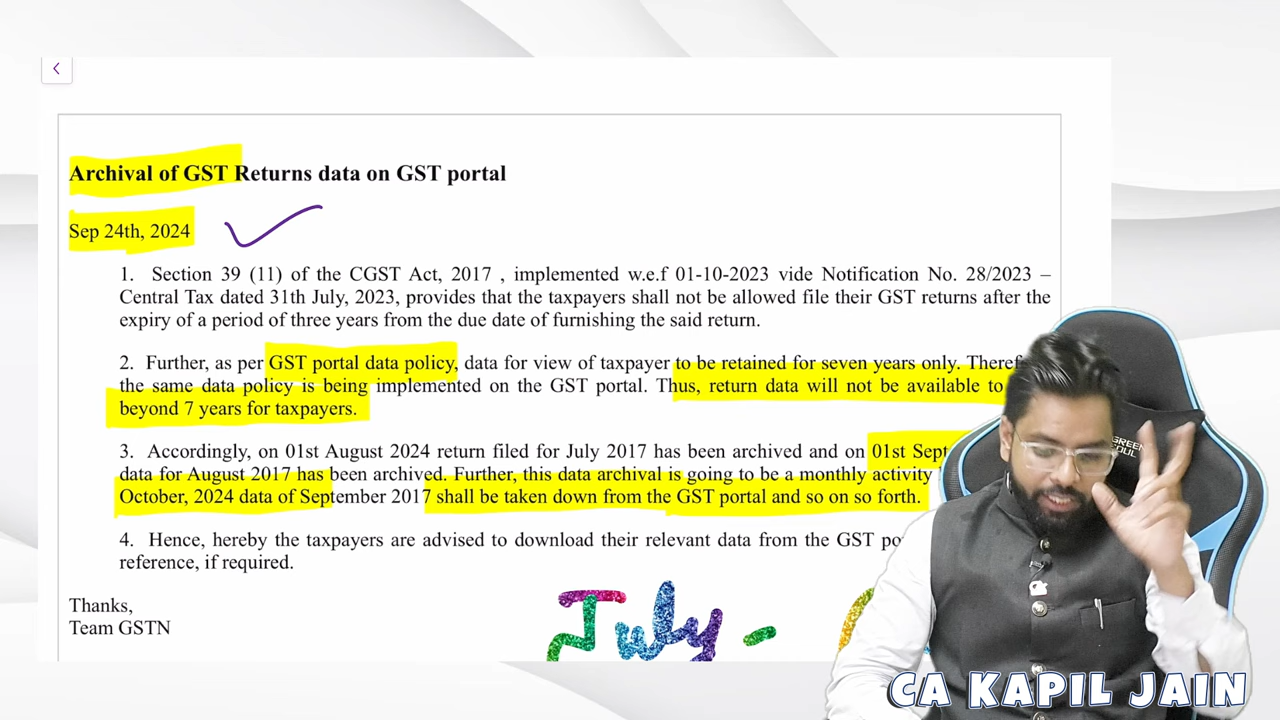 Archival of GST Returns data on GST portal
Sep 24th, 2024
1. Section 39 (11) of the CGST Act, 2017 , implemented w.e.f 01-10-2023 vide Notification No. 28/2023 –
Central Tax dated 31th July, 2023, provides that the taxpayers shall not be allowed file their GST returns after the
expiry of a period of three years from the due date of furnishing the said return.
2. Further, as per GST portal data policy, data for view of taxpayer to be retained for seven years only.
the same data policy is being implemented on the GST portal. Thus, return data will not be available to
beyond 7 years for taxpayers.
3. Accordingly, on 01st August 2024 return filed for July 2017 has been archived and on 01st
data for August 2017 has been archived. Further, this data archival is going to be a monthly activity
October, 2024 data of September 2017 shall be taken down from the GST portal and so on so forth.
4. Hence, hereby the taxpayers are advised to download their relevant data from the GST
reference, if required.
Thanks,
Team GSTN
July -
GREEN
SOUL
CA KAPIL JAIN